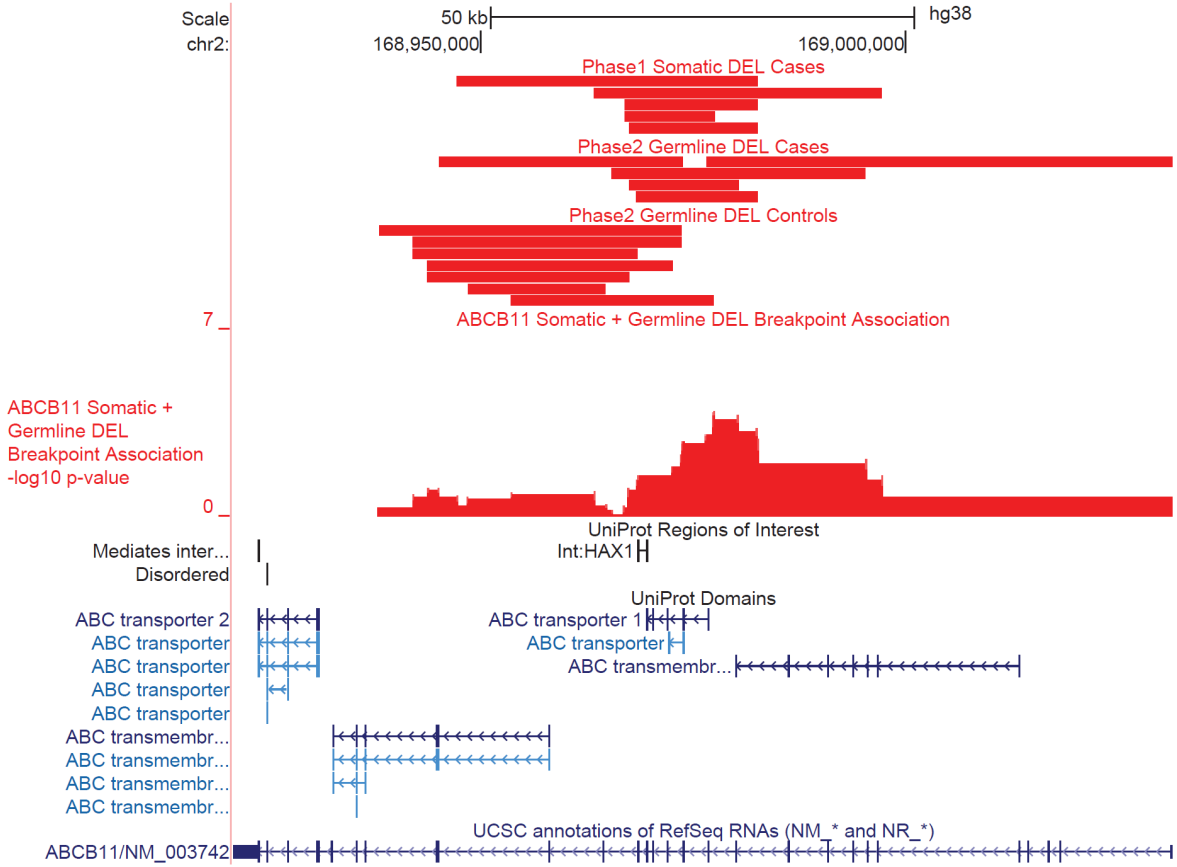 Scale 50 kb hg38
chr2: 168,950,000 169,000,000
Phase1 Somatic DEL Cases
Phase2 Germline DEL Cases
Phase2 Germline DEL Controls
ABCB11 Somatic + Germline DEL Breakpoint Association
7
ABCB11 Somatic +
Germline DEL
Breakpoint Association
-log10 p-value
0
UniProt Regions of Interest
Mediates inter... Int:HAX1
Disordered
UniProt Domains
ABC transporter 2 ABC transporter 1
ABC transporter ABC transporter
ABC transporter ABC transmembr...
ABC transporter
ABC transporter
ABC transmembr...
ABC transmembr...
ABC transmembr...
ABC transmembr...
UCSC annotations of RefSeq RNAs (NM_* and NR_*)
ABCB11/NM_003742